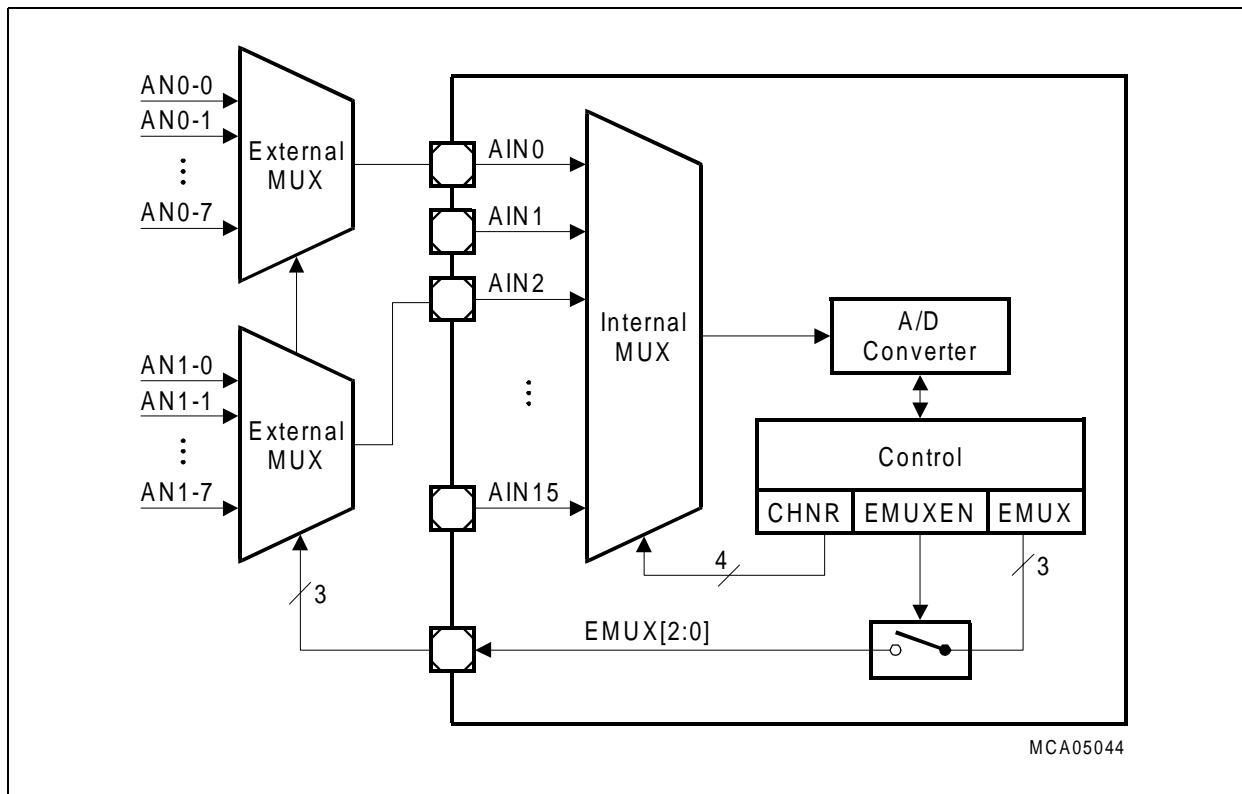 AN0-0
AN0-1
AN0-7
External
MUX
AN1-0
AN1-1
AN1-7
External
MUX
3
AIN0
AIN1
AIN2
AIN15
Internal
MUX
A/D
Converter
Control
CHNR
EMUXEN
EMUX
4
3
EMUX[2:0]
MCA05044